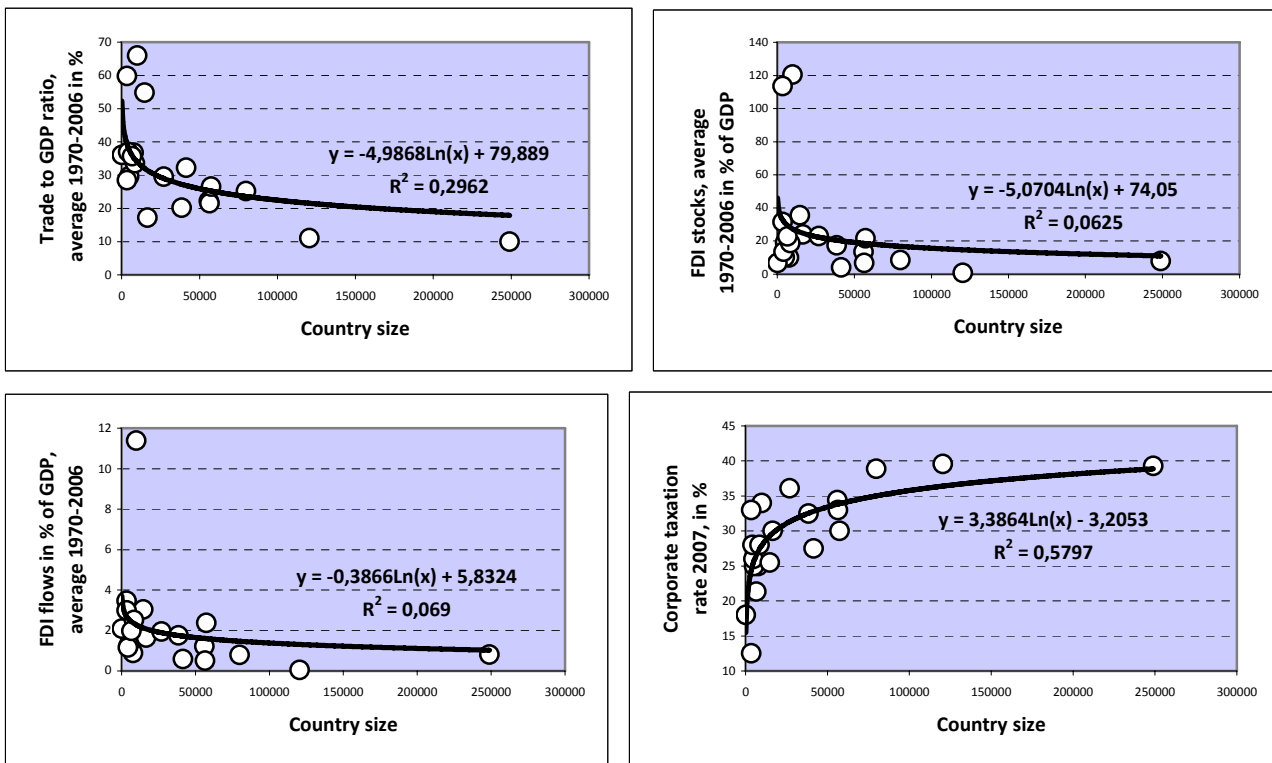 Trade to GDP ratio,
average 1970-2006 in %
70
60
50
40
30
20
10
0
y = -4,9868Ln(x) + 79,889
R² = 0,2962
0 50000 100000 150000 200000 250000 300000
Country size
FDI stocks, average
1970-2006 in % of GDP
140
120
100
80
60
40
20
0
y = -5,0704Ln(x) + 74,05
R² = 0,0625
0 50000 100000 150000 200000 250000 300000
Country size
FDI flows in % of GDP,
average 1970-2006
12
10
8
6
4
2
0
y = -0,3866Ln(x) + 5,8324
R² = 0,069
0 50000 100000 150000 200000 250000 300000
Country size
Corporate taxation
rate 2007, in %
45
40
35
30
25
20
15
10
y = 3,3864Ln(x) - 3,2053
R² = 0,5797
0 50000 100000 150000 200000 250000 300000
Country size